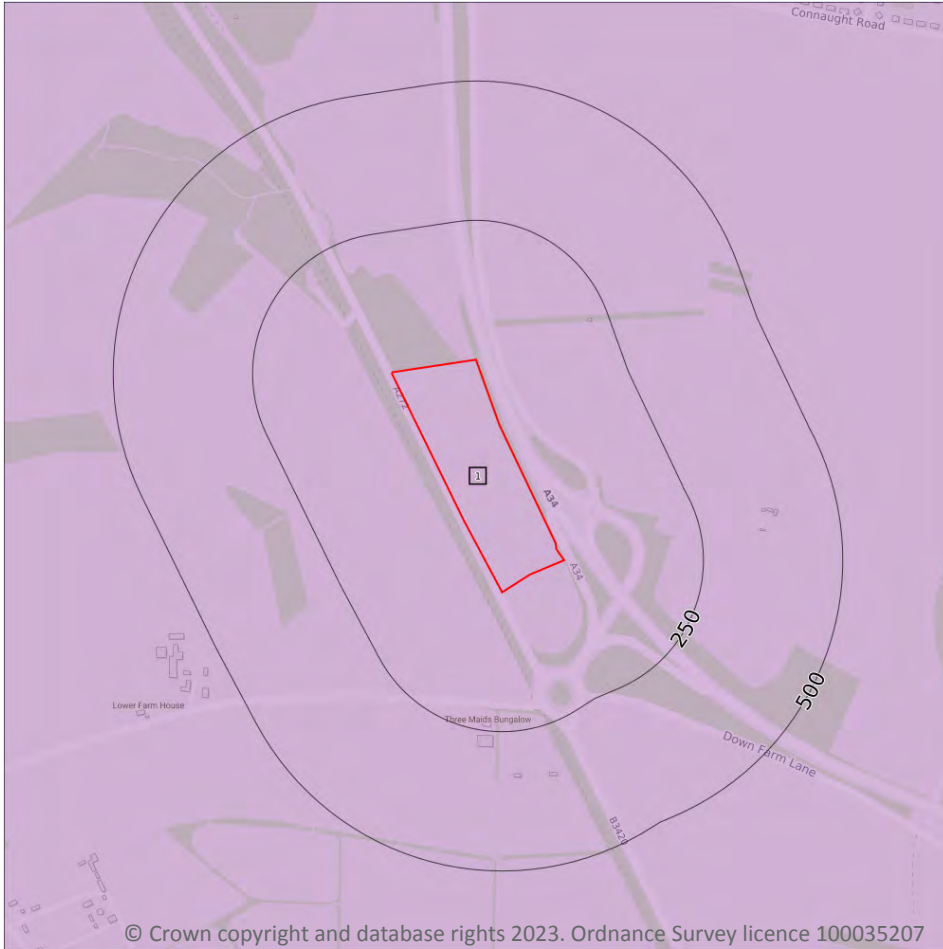 Connaught Road
A272
1
A34
A34
250
500
Lower Farm House
Three Maids Bungalow
Down Farm Lane
B3420
© Crown copyright and database rights 2023. Ordnance Survey licence 100035207